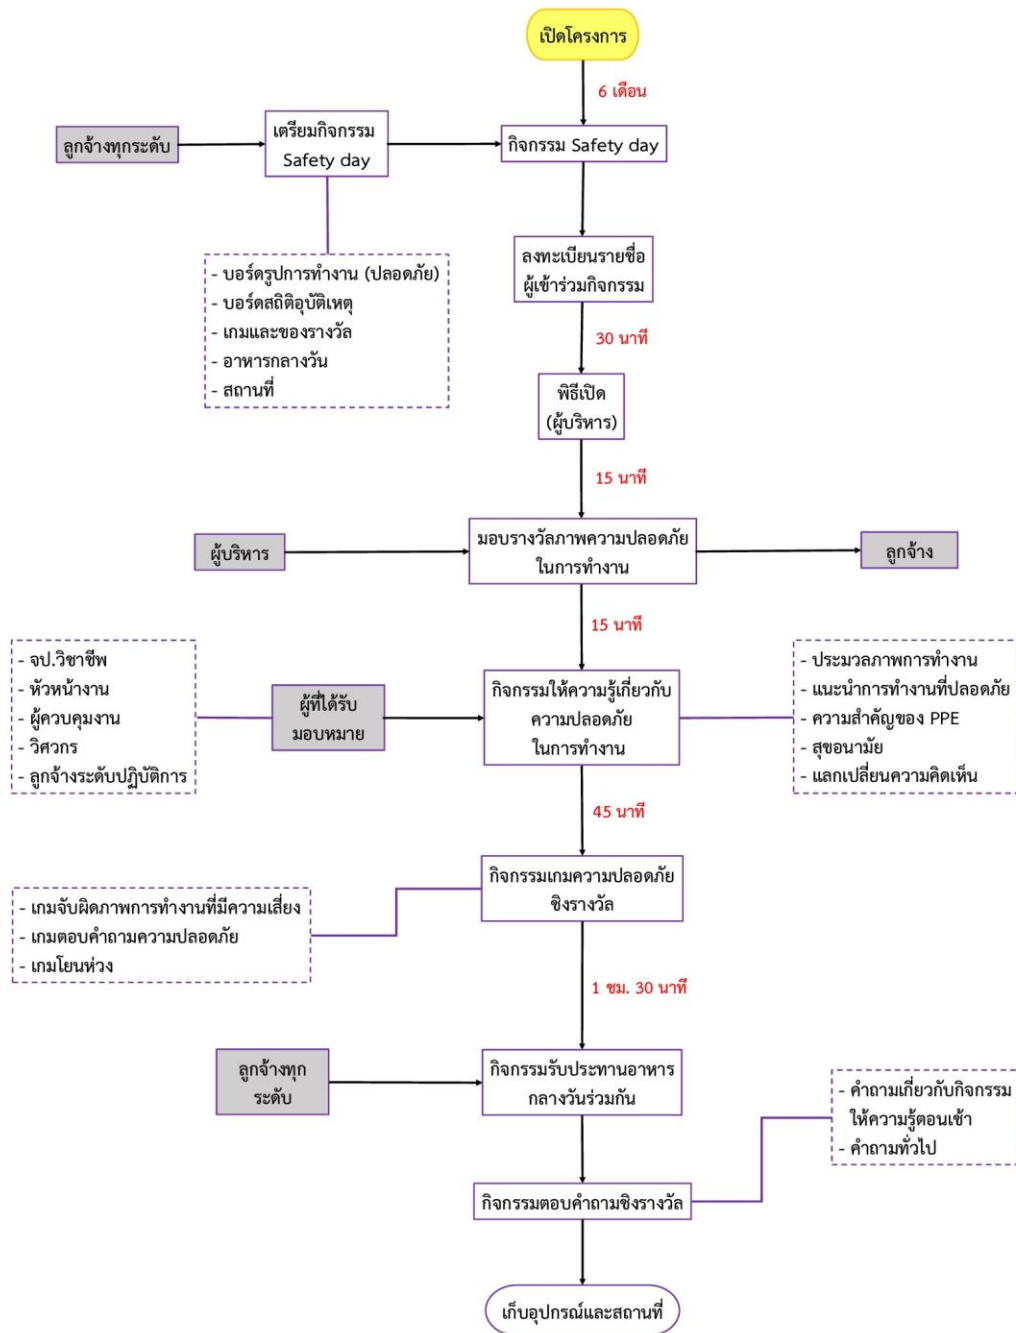 เปิดโครงการ
6 เดือน
ลูกจ้างทุกระดับ
เตรียมกิจกรรม
Safety day
กิจกรรม Safety day
- บอร์ดรูปการทำงาน (ปลอดภัย)
- บอร์ดสถิติอุบัติเหตุ
- เกมและของรางวัล
- อาหารกลางวัน
- สถานที่
ลงทะเบียนรายชื่อ
ผู้เข้าร่วมกิจกรรม
30 นาที
พิธีเปิด
(ผู้บริหาร)
15 นาที
ผู้บริหาร
มอบรางวัลภาพความปลอดภัย
ในการทำงาน
ลูกจ้าง
15 นาที
- จป.วิชาชีพ
- หัวหน้างาน
- ผู้ควบคุมงาน
- วิศวกร
- ลูกจ้างระดับปฏิบัติการ
ผู้ที่ได้รับ
มอบหมาย
กิจกรรมให้ความรู้เกี่ยวกับ
ความปลอดภัย
ในการทำงาน
- ประมวลภาพการทำงาน
- แนะนำการทำงานที่ปลอดภัย
- ความสำคัญของ PPE
- สุขอนามัย
- แลกเปลี่ยนความคิดเห็น
45 นาที
กิจกรรมเกมความปลอดภัย
ชิงรางวัล
- เกมจับผิดภาพการทำงานที่มีความเสี่ยง
- เกมตอบคำถามความปลอดภัย
- เกมโยนห่วง
1 ชม. 30 นาที
ลูกจ้างทุก
ระดับ
กิจกรรมรับประทานอาหาร
กลางวันร่วมกัน
- คำถามเกี่ยวกับกิจกรรม
ให้ความรู้ตอนเช้า
- คำถามทั่วไป
กิจกรรมตอบคำถามชิงรางวัล
เก็บอุปกรณ์และสถานที่